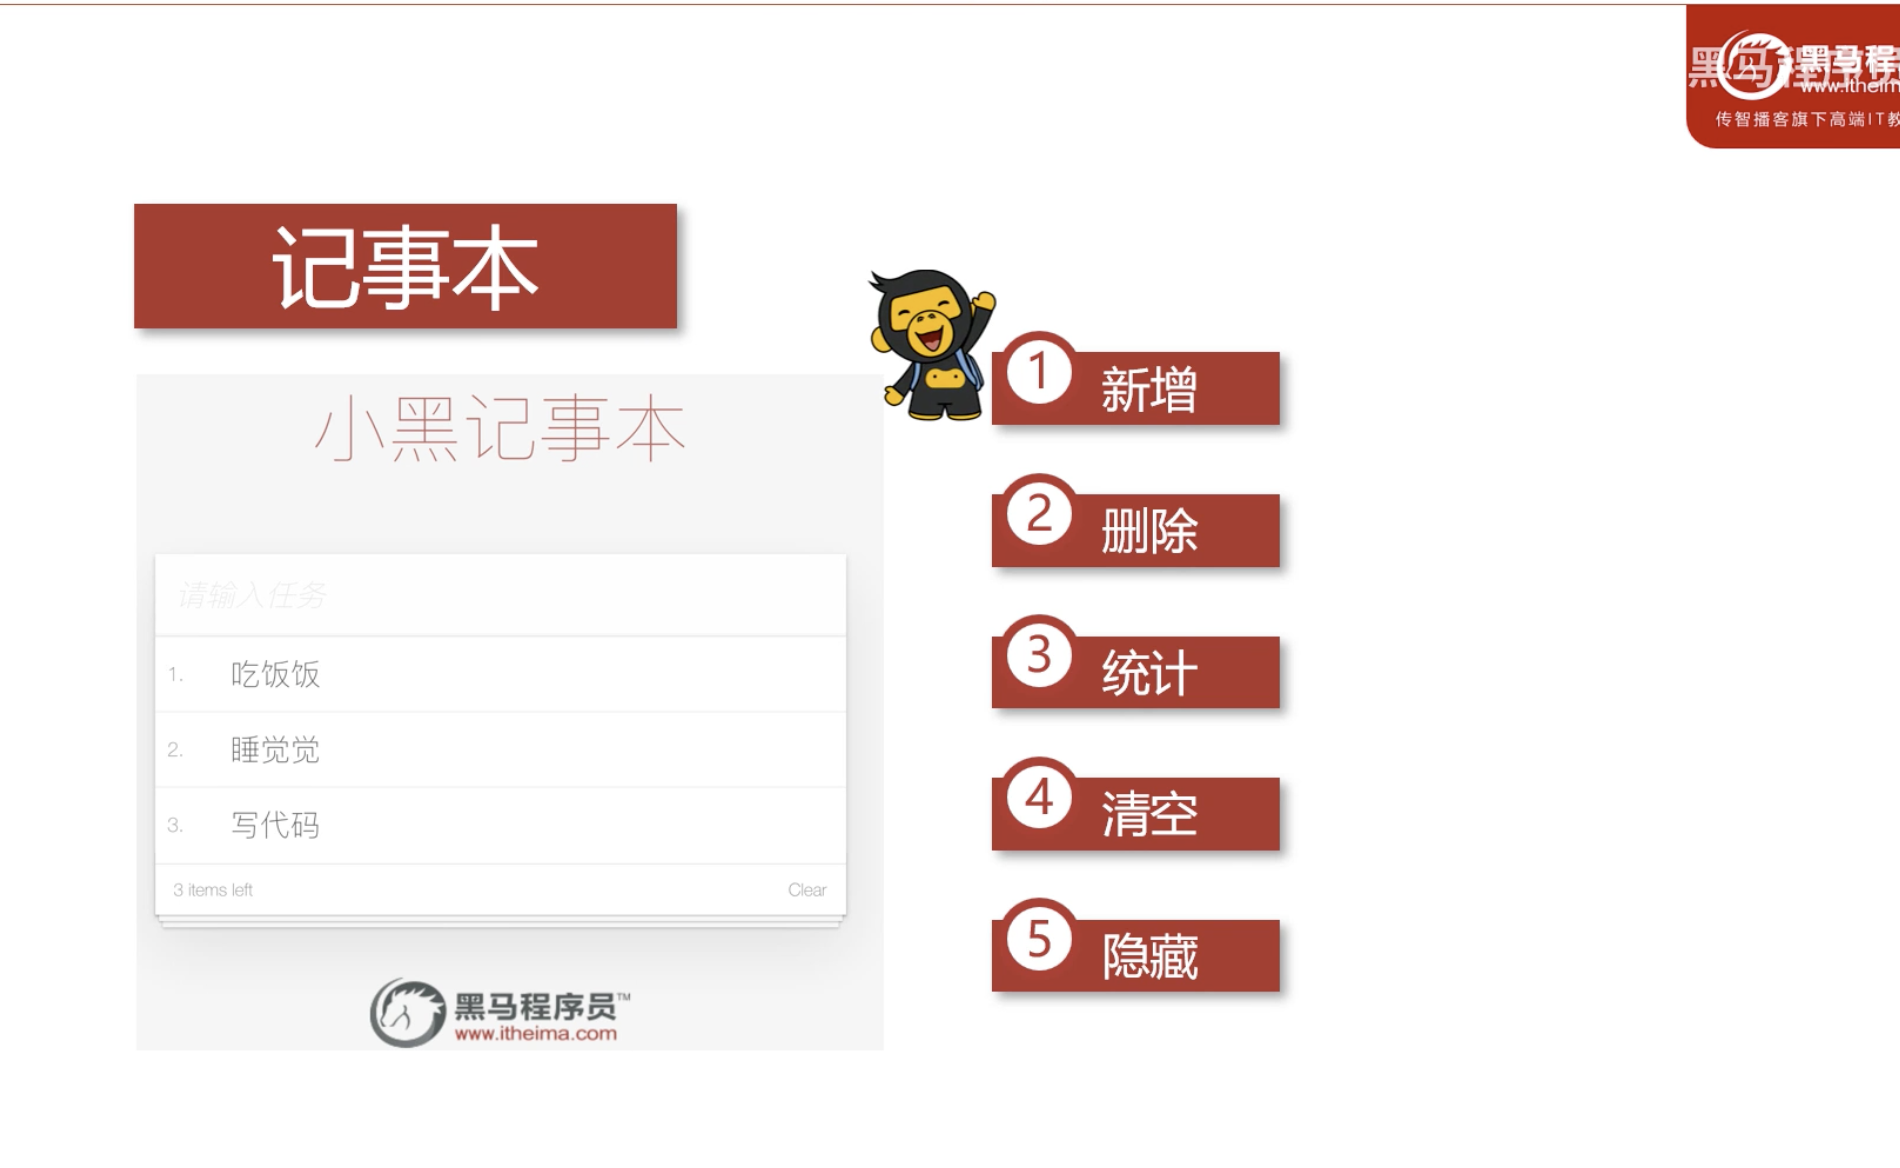 黑马程
www.itheim
传智播客旗下高端IT教
记事本
小黑记事本
请输入任务
1. 吃饭饭
2. 睡觉觉
3. 写代码
3 items left Clear
黑马程序员™
www.itheima.com
1 新增
2 删除
3 统计
4 清空
5 隐藏